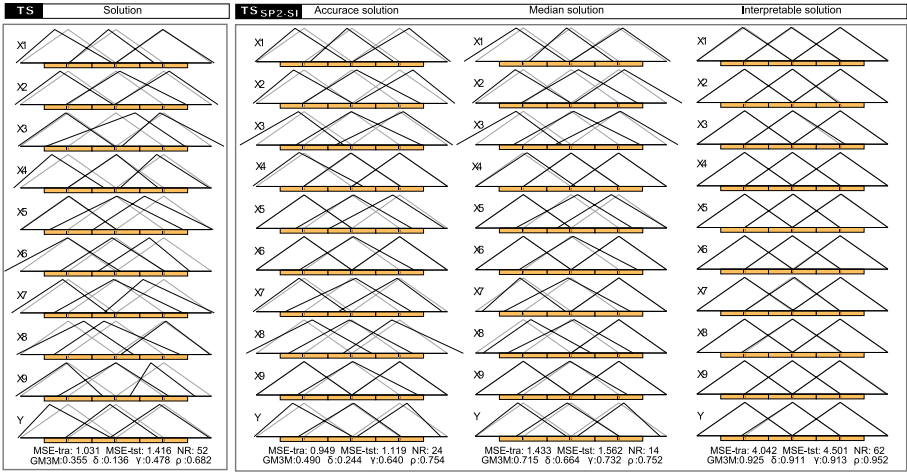 TS Solution
X1
X2
X3
X4
X5
X6
X7
X8
X9
Y
MSE-tra: 1.031 MSE-tst: 1.416 NR: 52
GM3M:0.355 δ:0.136 γ:0.478 ρ:0.682
TS SP2-SI Accurace solution Median solution Interpretable solution
X1 X1 X1
X2 X2 X2
X3 X3 X3
X4 X4 X4
X5 X5 X5
X6 X6 X6
X7 X7 X7
X8 X8 X8
X9 X9 X9
Y Y Y
MSE-tra: 0.949 MSE-tst: 1.119 NR: 24 MSE-tra: 1.433 MSE-tst: 1.562 NR: 14 MSE-tra: 4.042 MSE-tst: 4.501 NR: 62
GM3M:0.490 δ:0.244 γ:0.640 ρ:0.754 GM3M:0.715 δ:0.664 γ:0.732 ρ:0.752 GM3M:0.925 δ:0.911 γ:0.913 ρ:0.952